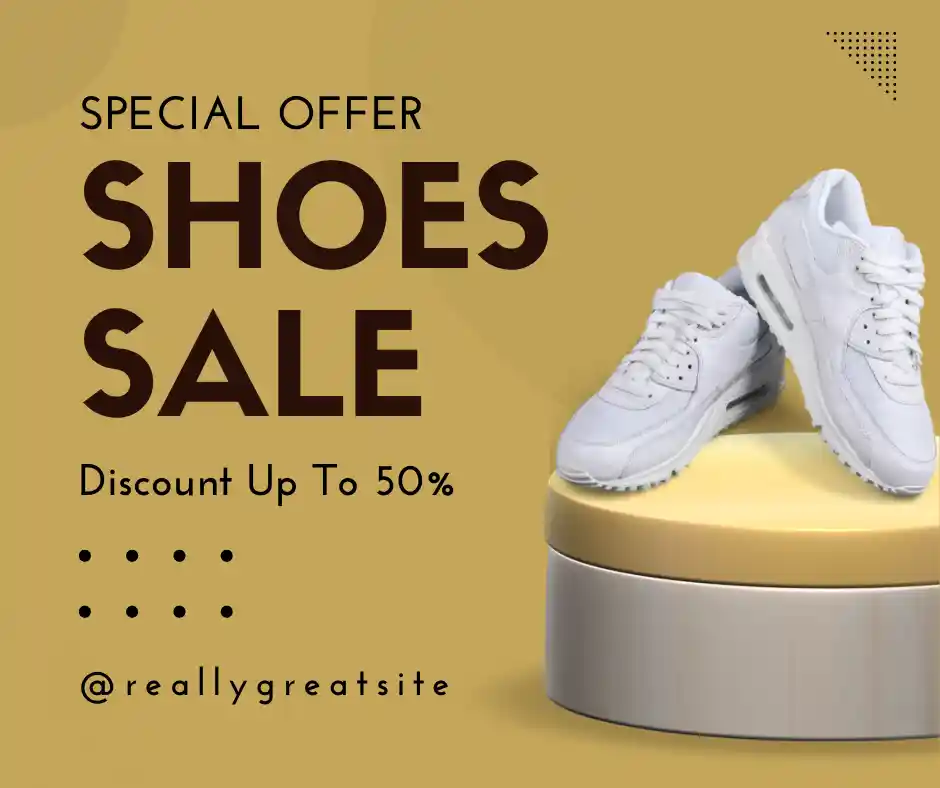 SPECIAL OFFER
SHOES
SALE
Discount Up To 50%
@reallygreatsite